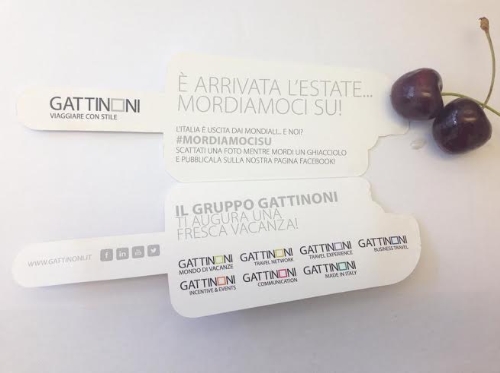 GATTINONI
VIAGGIARE CON STILE
È ARRIVATA L'ESTATE...
MORDIAMOCI SU!
L'ITALIA È USCITA DAI MONDIALI... E NOI?
#MORDIAMOCISU
SCATTATI UNA FOTO MENTRE MORDI UN GHIACCIOLO
E PUBBLICALA SULLA NOSTRA PAGINA FACEBOOK!
IL GRUPPO GATTINONI
TI AUGURA UNA
FRESCA VACANZA!
WWW.GATTINONI.IT
GATTINONI GATTINONI GATTINONI GATTINONI
MONDO DI VACANZE TRAVEL NETWORK TRAVEL EXPERIENCE BUSINESS TRAVEL
GATTINONI GATTINONI GATTINONI
INCENTIVE & EVENTS COMMUNICATION MADE IN ITALY